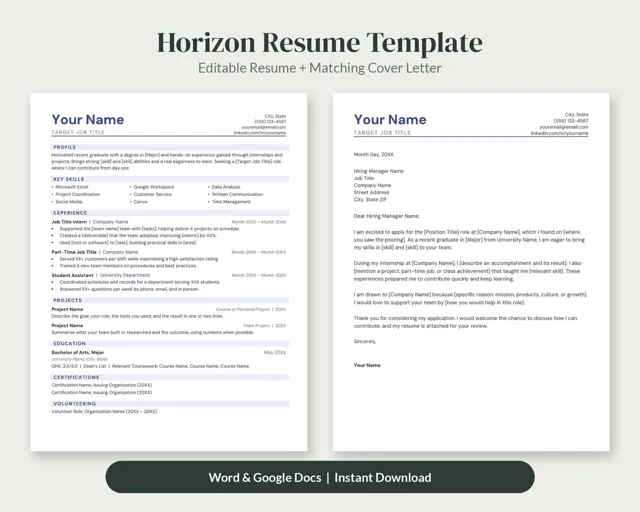 Horizon Resume Template
Editable Resume + Matching Cover Letter
Your Name
TARGET JOB TITLE
City, State
(555) 123-4567
youremail@email.com
linkedin.com/in/yourname
PROFILE
Motivated recent graduate with a degree in [Major] and hands-on experience gained through internships and
projects. Brings strong [skill] and [skill] abilities and a real eagerness to learn. Seeking a [Target Job Title] role
where I can contribute from day one.
KEY SKILLS
• Microsoft Excel • Google Workspace • Data Analysis
• Project Coordination • Customer Service • Written Communication
• Social Media • Canva • Time Management
EXPERIENCE
Job Title Intern | Company Name Month 20XX – Month 20XX
• Supported the [team name] team with [tasks], helping deliver X projects on schedule.
• Created a [deliverable] that the team adopted, improving [metric] by XX%.
• Used [tool or software] to [task], building practical skills in [area].
Part-Time Job Title | Company Name Month 20XX – Month 20XX
• Served XX+ customers per shift while maintaining a high satisfaction rating.
• Trained X new team members on procedures and best practices.
Student Assistant | University Department Month 20XX – Month 20XX
• Coordinated schedules and records for a department serving XXX students
• Answered XX+ questions per week by phone, email, and in person.
PROJECTS
Project Name Course or Personal Project | 20XX
Describe the goal, your role, the tools you used, and the result in one or two lines.
Project Name Team Project | 20XX
Summarize what your team built or researched and the outcome, using numbers when possible.
EDUCATION
Bachelor of Arts, Major May 20XX
University Name, City, State
GPA: 3.X/4.0 | Dean's List | Relevant Coursework: Course Name, Course Name, Course Name
CERTIFICATIONS
Certification Name, Issuing Organization (20XX)
Certification Name, Issuing Organization (20XX)
VOLUNTEERING
Volunteer Role, Organization Name (20XX – 20XX)
Your Name
TARGET JOB TITLE
City, State
(555) 123-4567
youremail@email.com
linkedin.com/in/yourname
Month Day, 20XX
Hiring Manager Name
Job Title
Company Name
Street Address
City, State ZIP
Dear Hiring Manager Name,
I am excited to apply for the [Position Title] role at [Company Name], which I found on [where
you saw the posting]. As a recent graduate in [Major] from University Name, I am eager to bring
my skills in [skill] and [skill] to your team.
During my internship at [Company Name], I [describe an accomplishment and its result]. I also
[mention a project, part-time job, or class achievement] that taught me [relevant skill]. These
experiences prepared me to contribute quickly and keep learning.
I am drawn to [Company Name] because [specific reason: mission, products, culture, or growth].
I would love to support your team by [how you would help in this role].
Thank you for considering my application. I would welcome the chance to discuss how I can
contribute, and my resume is attached for your review.
Sincerely,
Your Name
Word & Google Docs | Instant Download